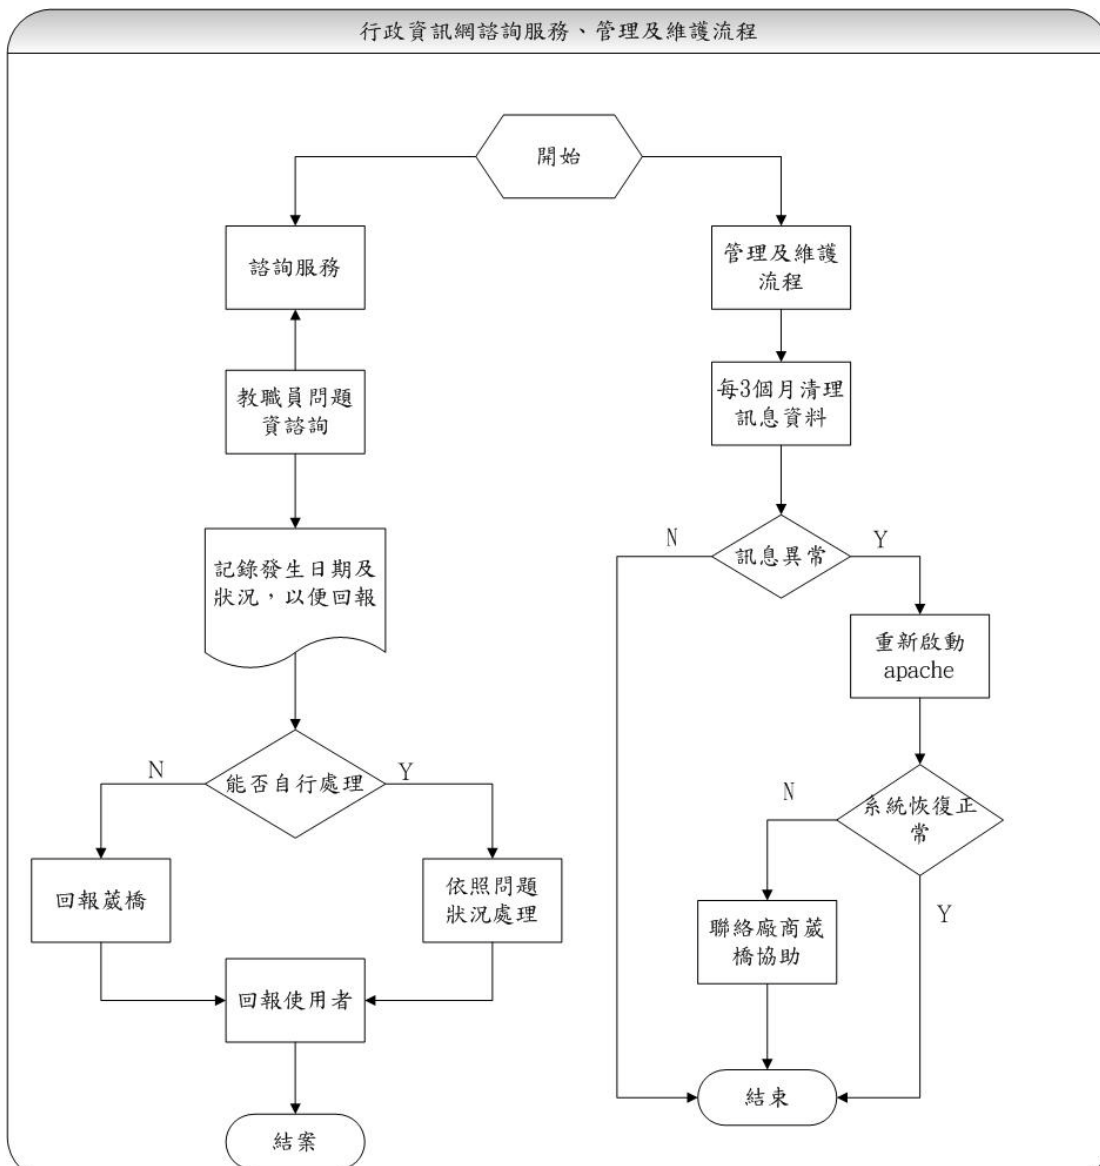 行政資訊網諮詢服務、管理及維護流程
開始
諮詢服務
管理及維護
流程
教職員問題
資諮詢
每3個月清理
訊息資料
記錄發生日期及
狀況，以便回報
N
訊息異常
Y
重新啟動
apache
N
能否自行處理
Y
N
系統恢復正
常
回報葳橋
依照問題
狀況處理
聯絡廠商葳
橋協助
Y
回報使用者
結束
結案